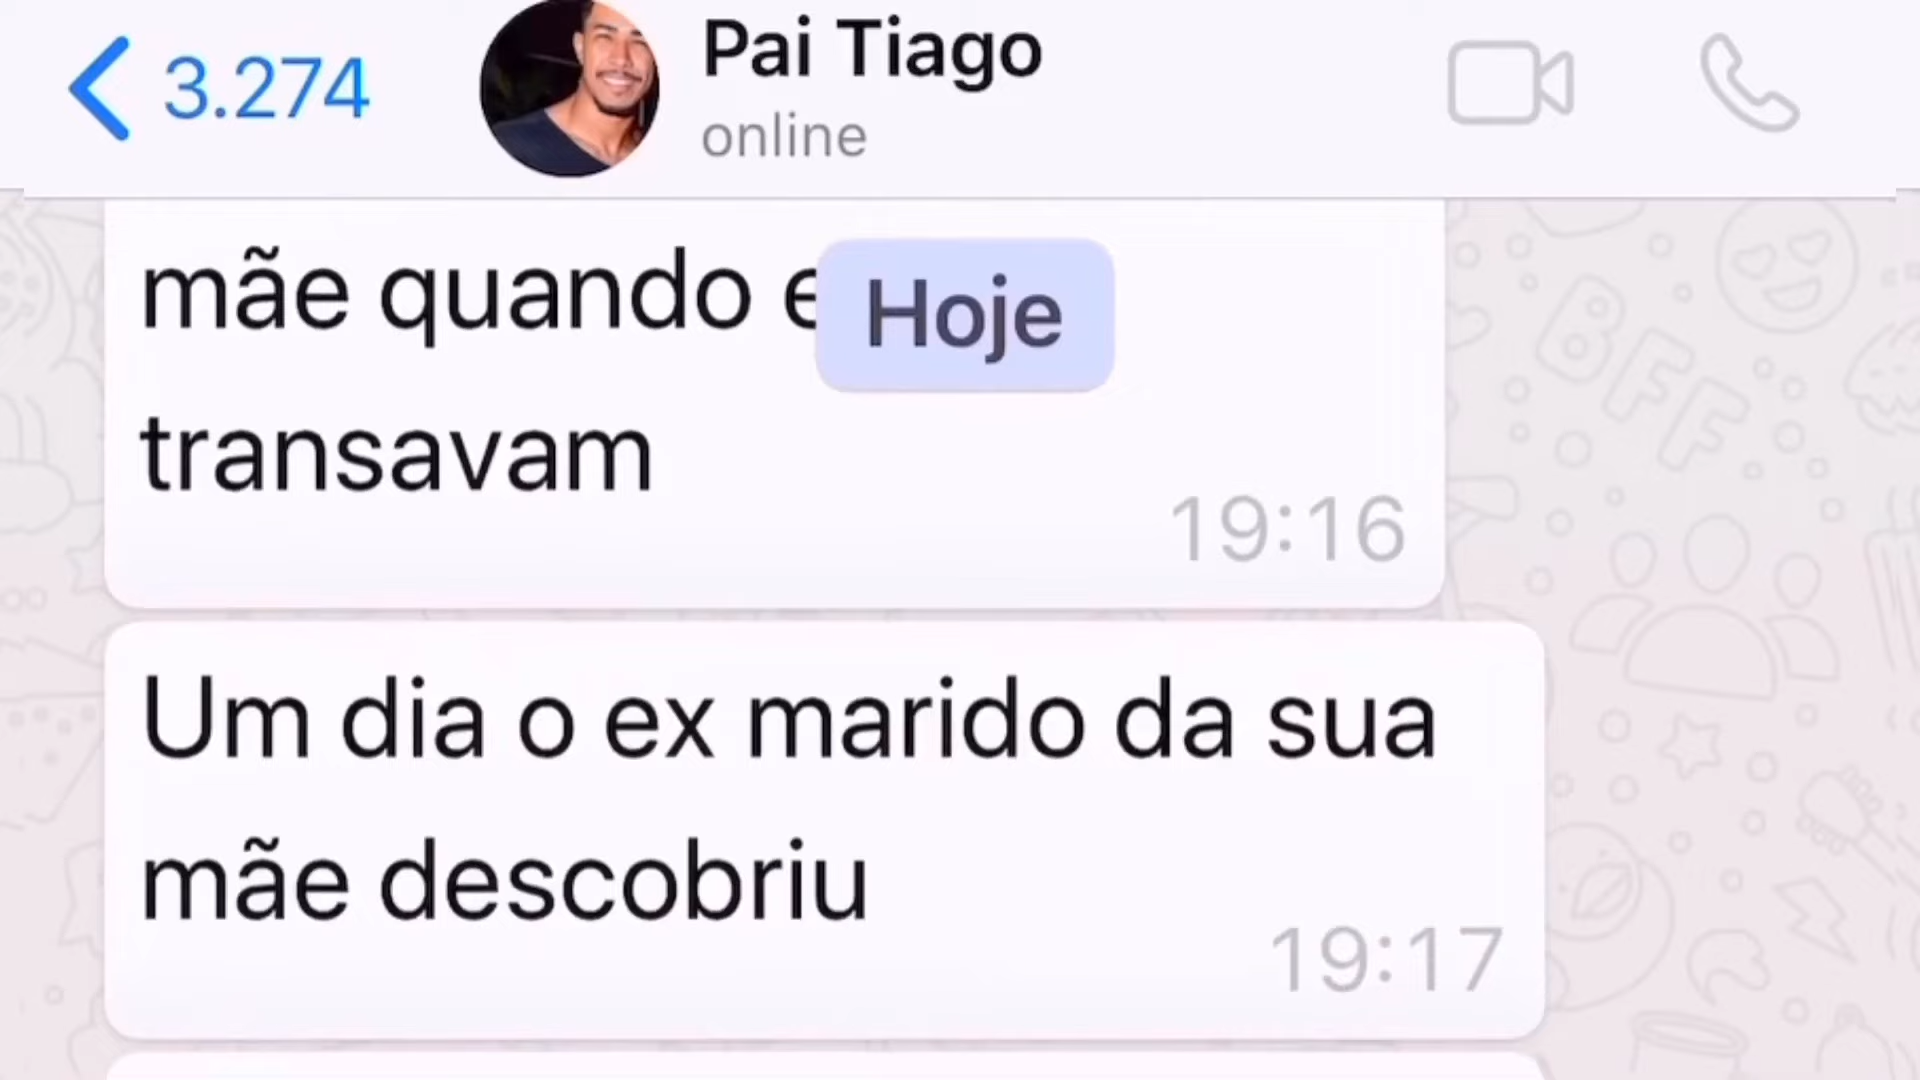 3.274
Pai Tiago
online
Hoje
mãe quando
transavam
19:16
Um dia o ex marido da sua
mãe descobriu
19:17